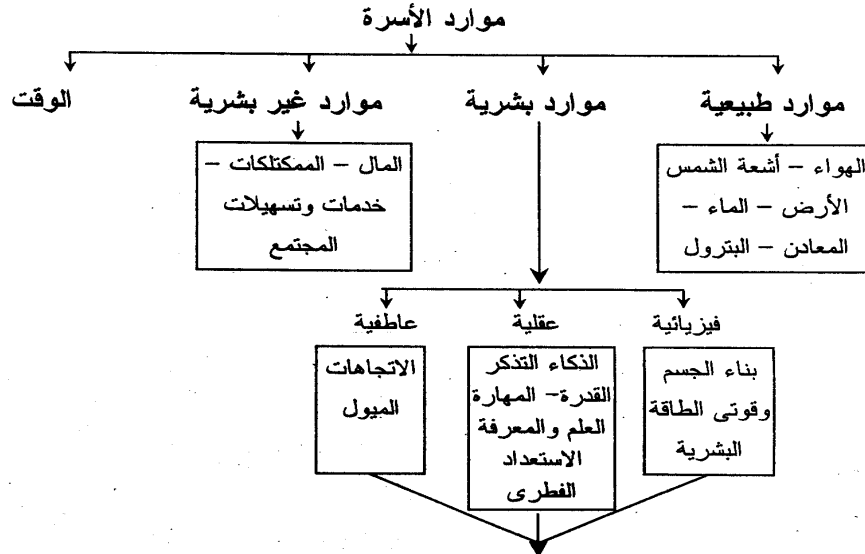 موارد الأسرة
موارد طبيعية
موارد بشرية
موارد غير بشرية
الوقت
الهواء – أشعة الشمس
الأرض – الماء –
المعادن – البترول
المال – الممكتلكات –
خدمات وتسهيلات
المجتمع
فيزيائية
عقلية
عاطفية
بناء الجسم
وقوتى الطاقة
البشرية
الذكاء التذكر
القدرة– المهارة
العلم والمعرفة
الاستعداد
الفطرى
الاتجاهات
الميول